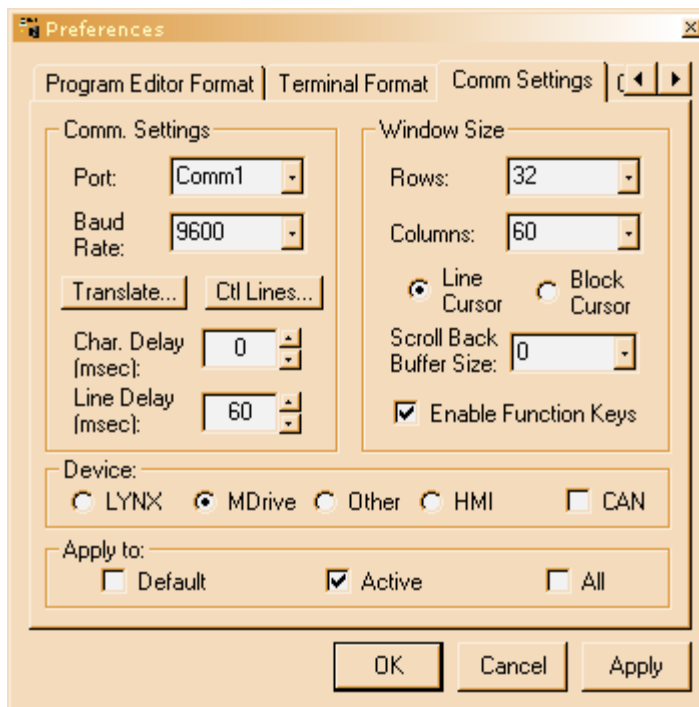 Preferences
Program Editor Format Terminal Format Comm Settings
Comm. Settings
Port: Comm1
Baud Rate: 9600
Translate... Ctl Lines...
Char. Delay (msec): 0
Line Delay (msec): 60
Window Size
Rows: 32
Columns: 60
Line Cursor Block Cursor
Scroll Back Buffer Size: 0
Enable Function Keys
Device:
LYNX MDrive Other HMI CAN
Apply to:
Default Active All
OK Cancel Apply